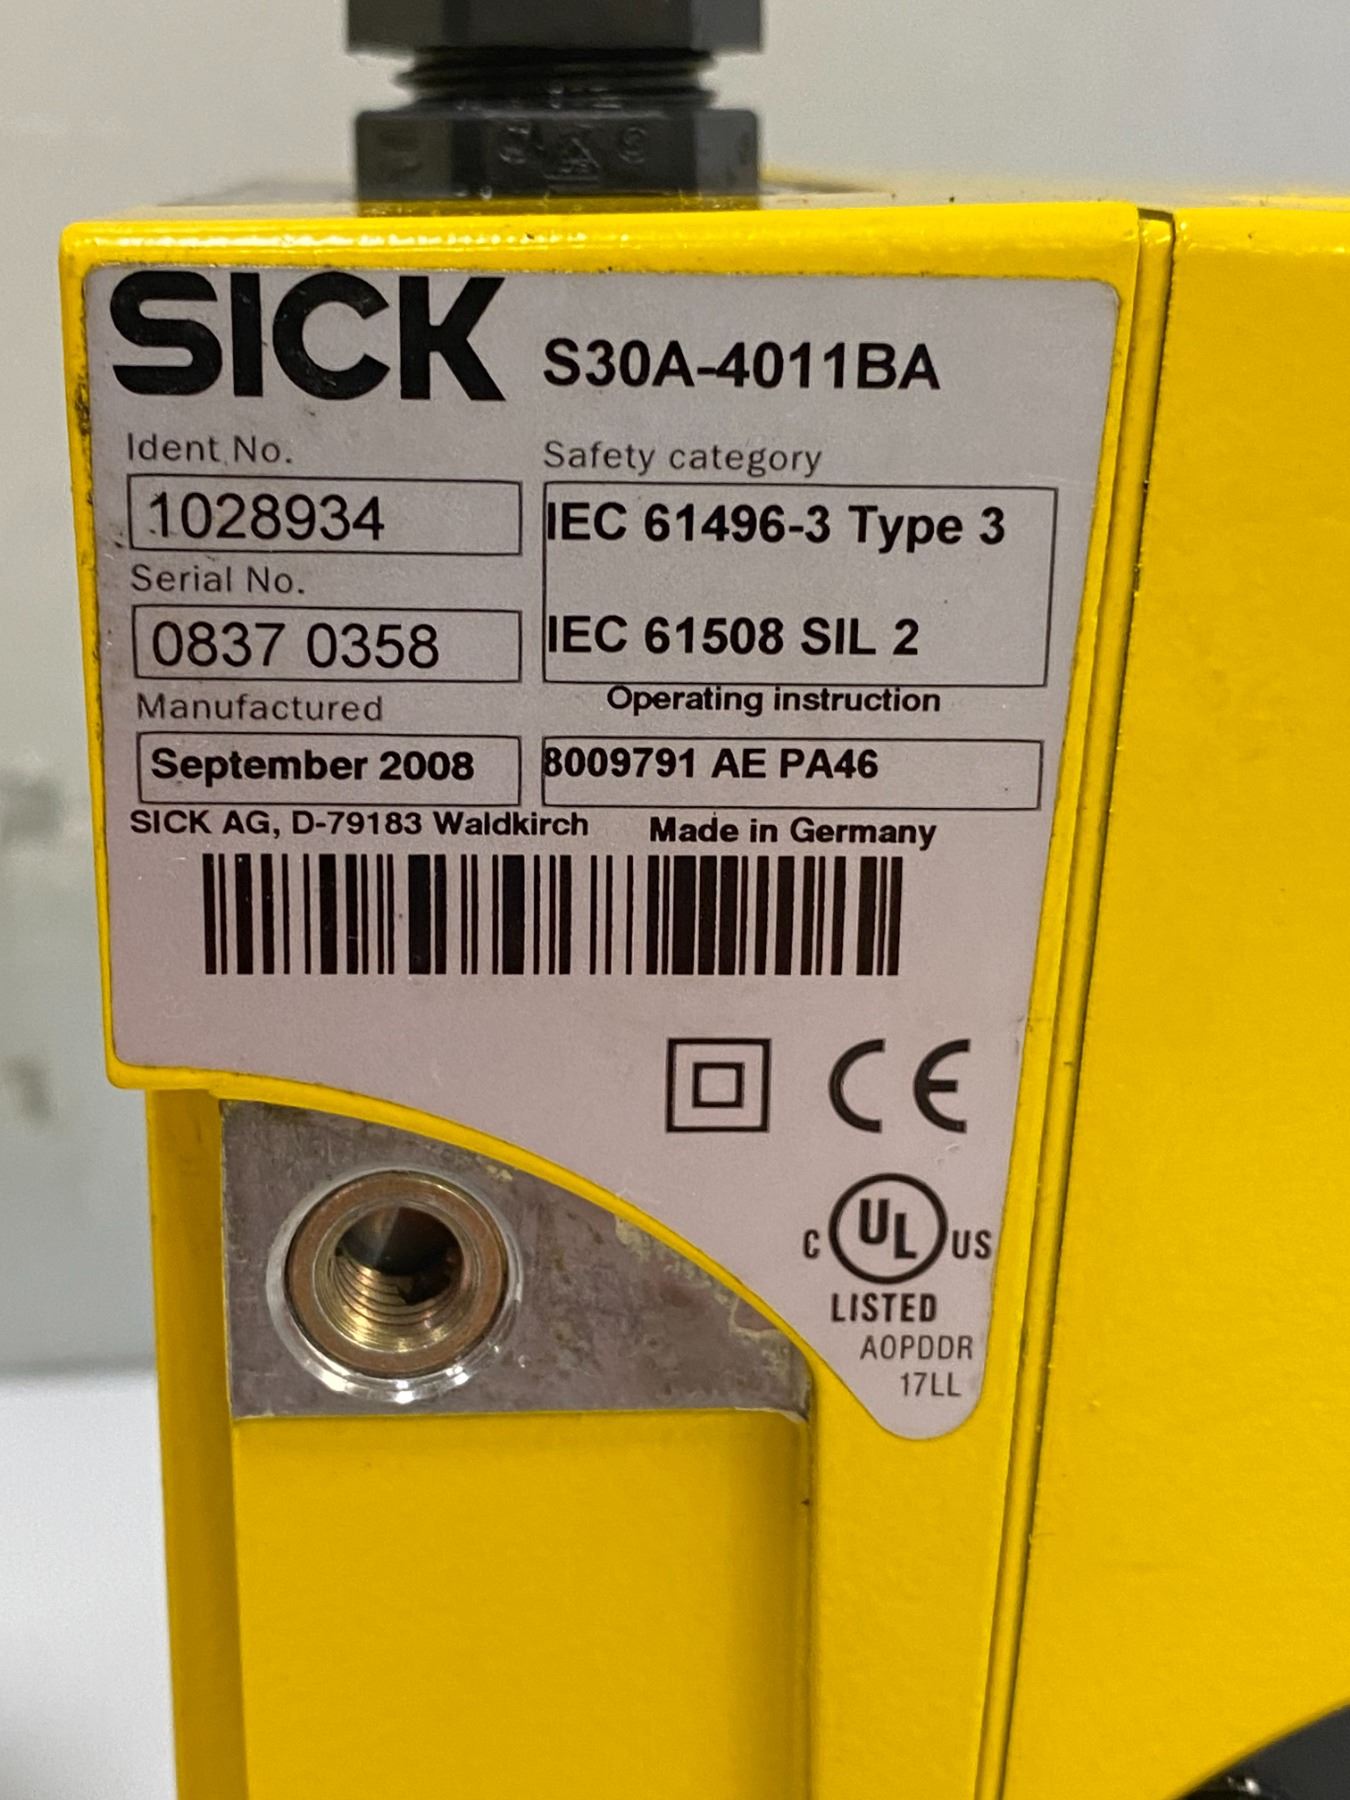 SICK S30A-4011BA
Ident. No.
1028934
Serial No.
0837 0358
Manufactured
September 2008
Safety category
IEC 61496-3 Type 3
IEC 61508 SIL 2
Operating instruction
8009791 AE PA46
SICK AG, D-79183 Waldkirch Made in Germany
CE
C UL US
LISTED
AOPDDR
17LL